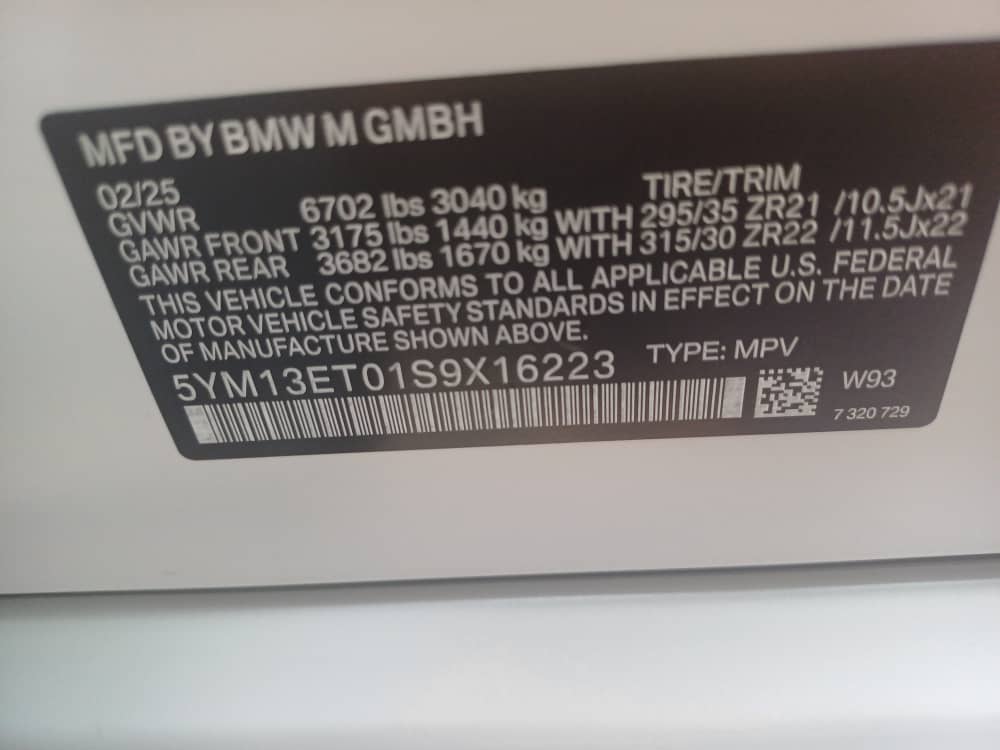 MFD BY BMW M GMBH
02/25
GVWR 6702 lbs 3040 kg TIRE/TRIM
GAWR FRONT 3175 lbs 1440 kg WITH 295/35 ZR21 /10.5Jx21
GAWR REAR 3682 lbs 1670 kg WITH 315/30 ZR22 /11.5Jx22
THIS VEHICLE CONFORMS TO ALL APPLICABLE U.S. FEDERAL
MOTOR VEHICLE SAFETY STANDARDS IN EFFECT ON THE DATE
OF MANUFACTURE SHOWN ABOVE.
5YM13ET01S9X16223 TYPE: MPV
W93
7 320 729